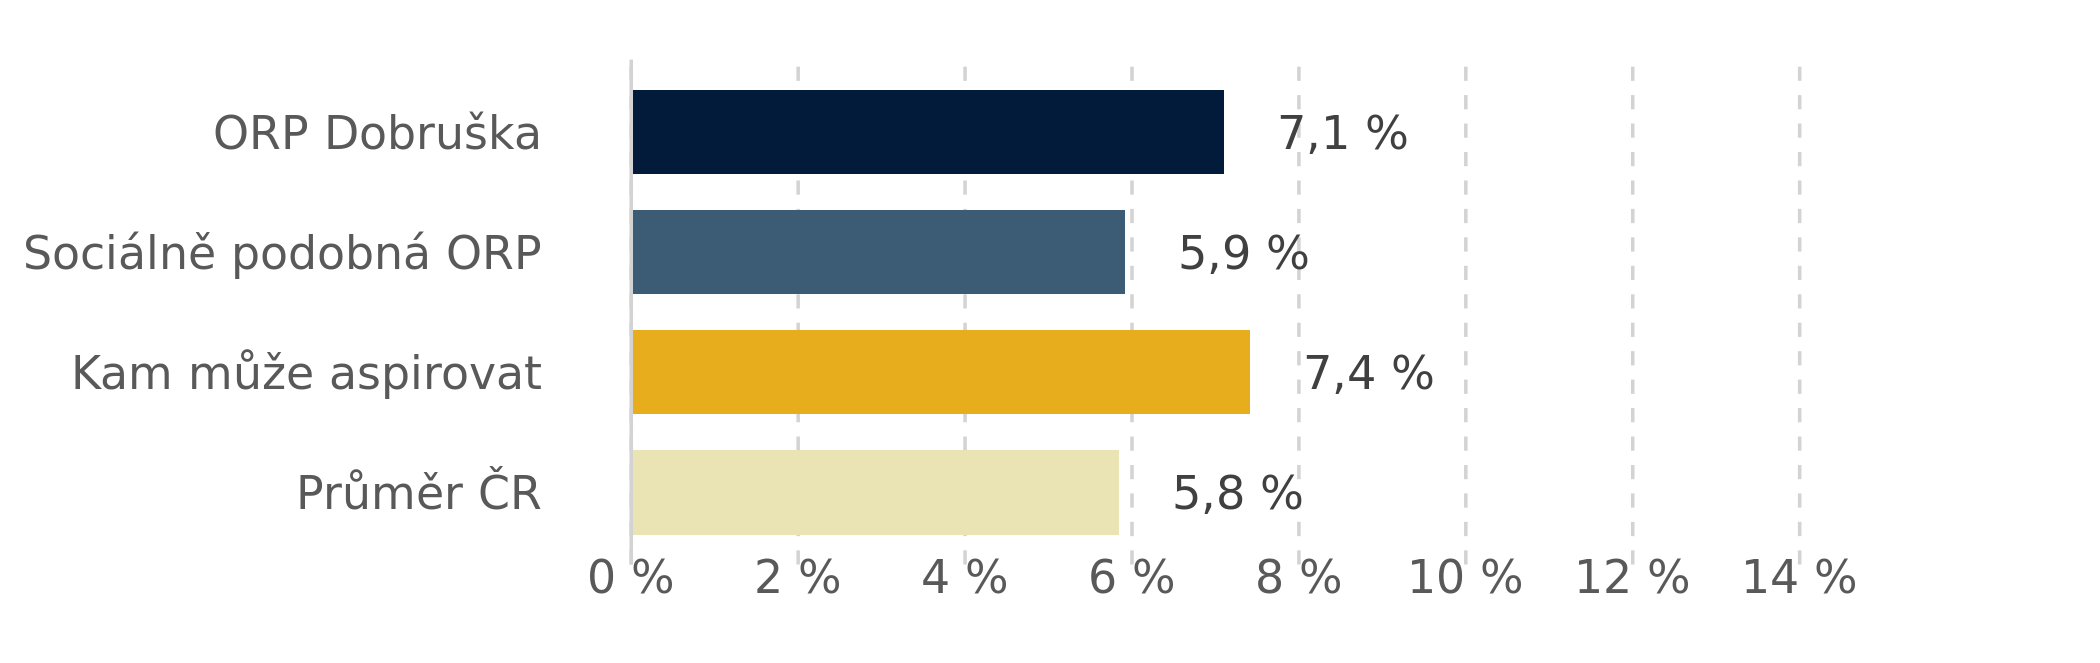 ORP Dobruška 7,1 %
Sociálně podobná ORP 5,9 %
Kam může aspirovat 7,4 %
Průměr ČR 5,8 %
0 % 2 % 4 % 6 % 8 % 10 % 12 % 14 %